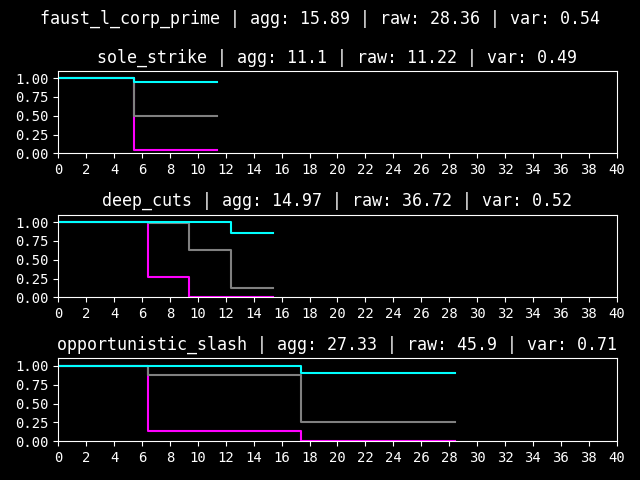 faust_l_corp_prime | agg: 15.89 | raw: 28.36 | var: 0.54
sole_strike | agg: 11.1 | raw: 11.22 | var: 0.49
1.00
0.75
0.50
0.25
0.00
0 2 4 6 8 10 12 14 16 18 20 22 24 26 28 30 32 34 36 38 40
deep_cuts | agg: 14.97 | raw: 36.72 | var: 0.52
1.00
0.75
0.50
0.25
0.00
0 2 4 6 8 10 12 14 16 18 20 22 24 26 28 30 32 34 36 38 40
opportunistic_slash | agg: 27.33 | raw: 45.9 | var: 0.71
1.00
0.75
0.50
0.25
0.00
0 2 4 6 8 10 12 14 16 18 20 22 24 26 28 30 32 34 36 38 40